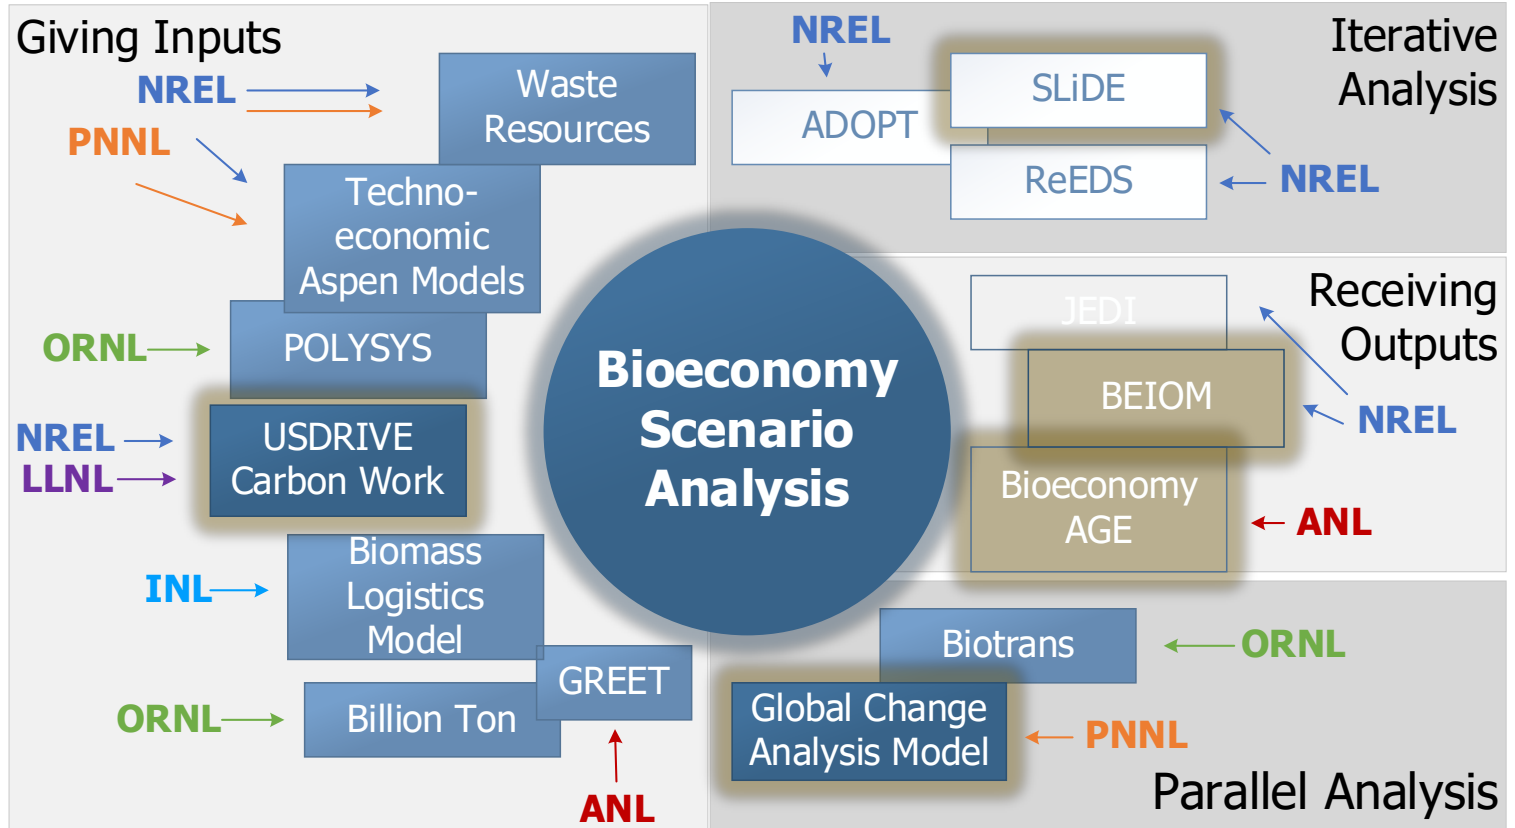 Giving Inputs
NREL
PNNL
Waste
Resources
Techno-
economic
Aspen Models
ORNL
POLYSYS
NREL
LLNL
USDRIVE
Carbon Work
INL
Biomass
Logistics
Model
GREET
ORNL
Billion Ton
ANL
Bioeconomy
Scenario
Analysis
Iterative
Analysis
NREL
SLiDE
ADOPT
ReEDS
NREL
Receiving
Outputs
JEDI
BEIOM
NREL
Bioeconomy
AGE
ANL
Biotrans
ORNL
Global Change
Analysis Model
PNNL
Parallel Analysis